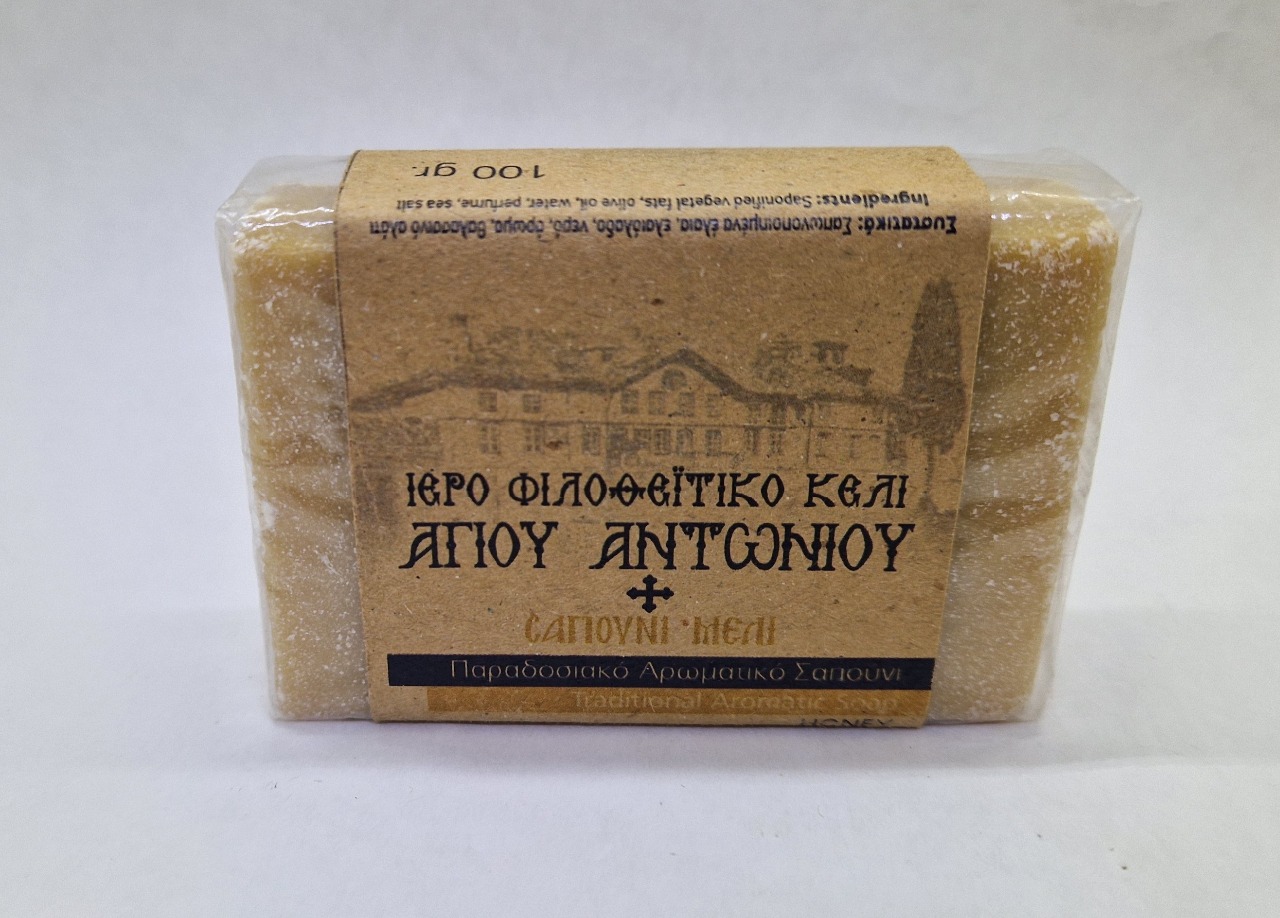 100 gr.
Ingredients: Saponified vegetal fats, olive oil, water, perfume, sea salt
Συστατικά: Σαπωνοποιημένα έλαια, ελαιόλαδο, νερό, άρωμα, θαλασσινό αλάτι
ΙΕΡΟ ΦΙΛΟΘΕΪΤΙΚΟ ΚΕΛΙ
ΑΓΙΟΥ ΑΝΤΩΝΙΟΥ
ΣΑΠΟΥΝΙ · ΜΕΛΙ
Παραδοσιακό Αρωματικό Σαπούνι
Traditional Aromatic Soap
HONEY